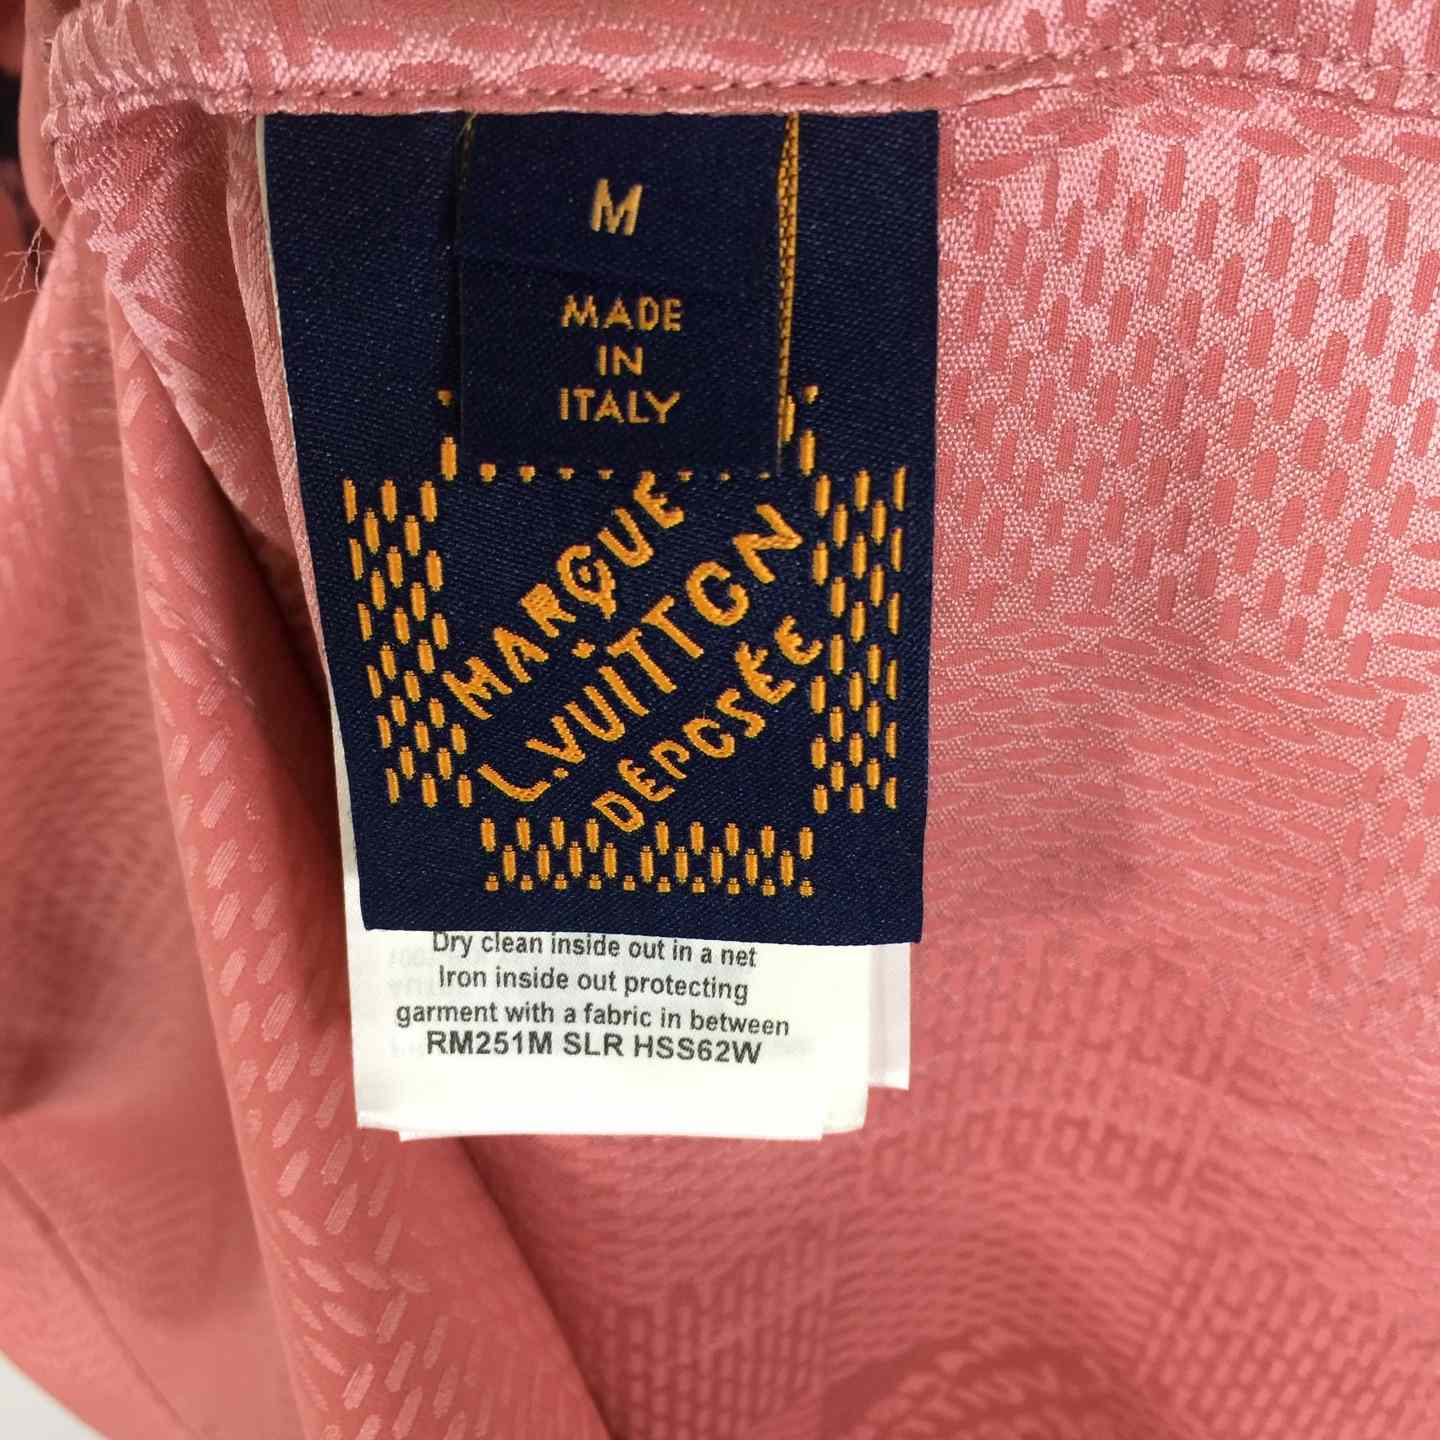 M
MADE
IN
ITALY
MARQUE
L.VUITTON
DÉPOSÉE
Dry clean inside out in a net
Iron inside out protecting
garment with a fabric in between
RM251M SLR HSS62W